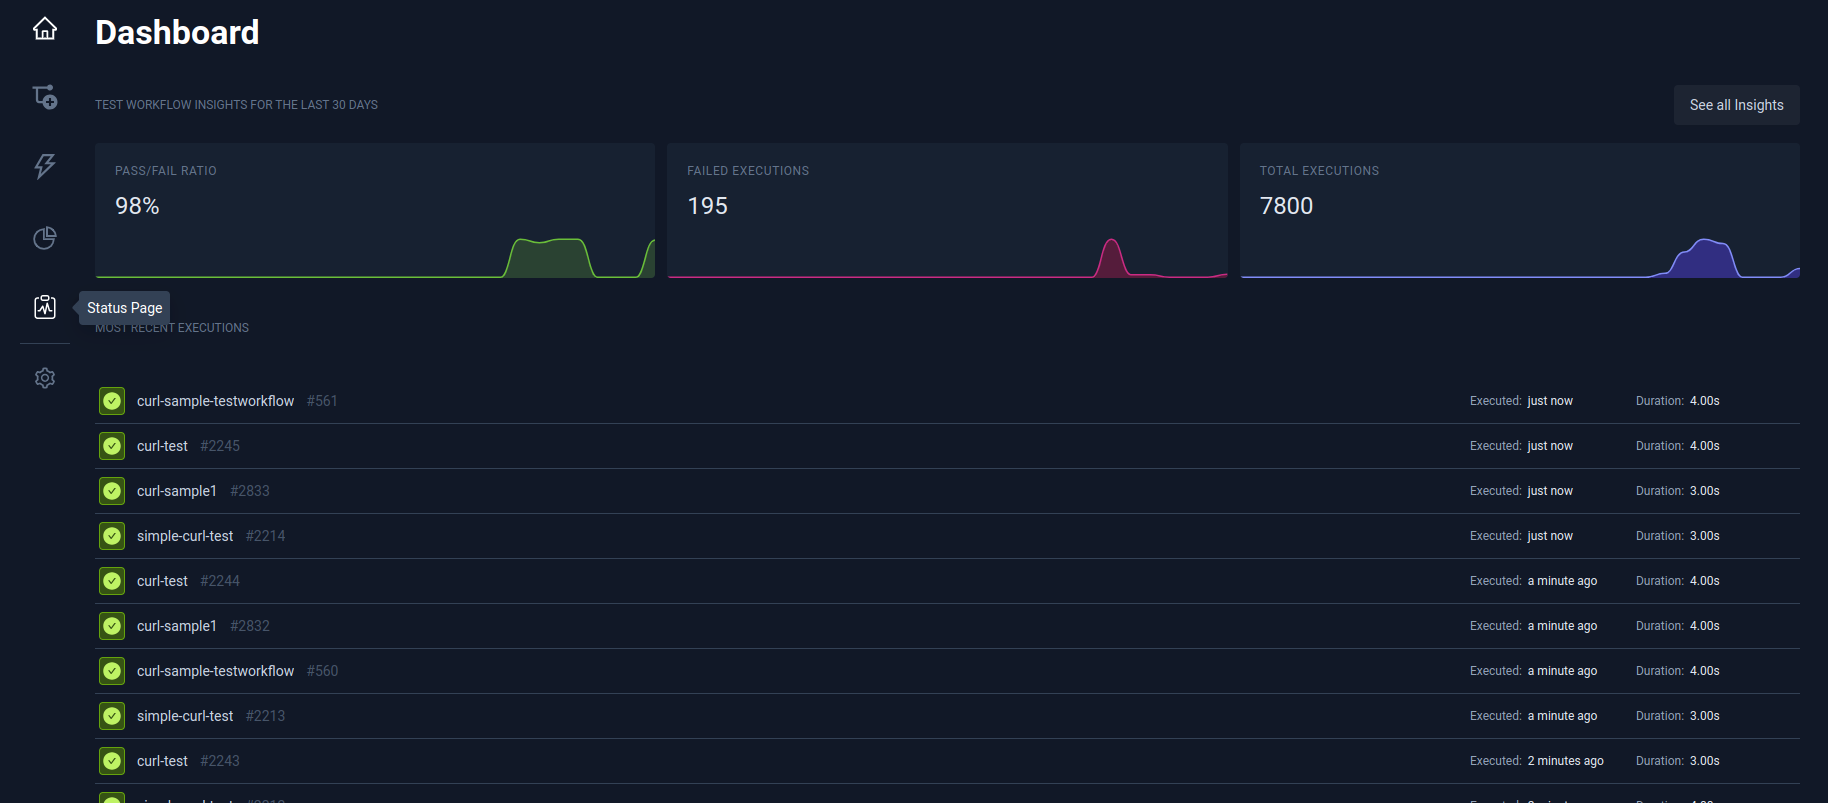 Dashboard
TEST WORKFLOW INSIGHTS FOR THE LAST 30 DAYS
See all Insights
PASS/FAIL RATIO
98%
FAILED EXECUTIONS
195
TOTAL EXECUTIONS
7800
Status Page
MOST RECENT EXECUTIONS
curl-sample-testworkflow #561 Executed: just now Duration: 4.00s
curl-test #2245 Executed: just now Duration: 4.00s
curl-sample1 #2833 Executed: just now Duration: 3.00s
simple-curl-test #2214 Executed: just now Duration: 3.00s
curl-test #2244 Executed: a minute ago Duration: 4.00s
curl-sample1 #2832 Executed: a minute ago Duration: 4.00s
curl-sample-testworkflow #560 Executed: a minute ago Duration: 4.00s
simple-curl-test #2213 Executed: a minute ago Duration: 3.00s
curl-test #2243 Executed: 2 minutes ago Duration: 3.00s